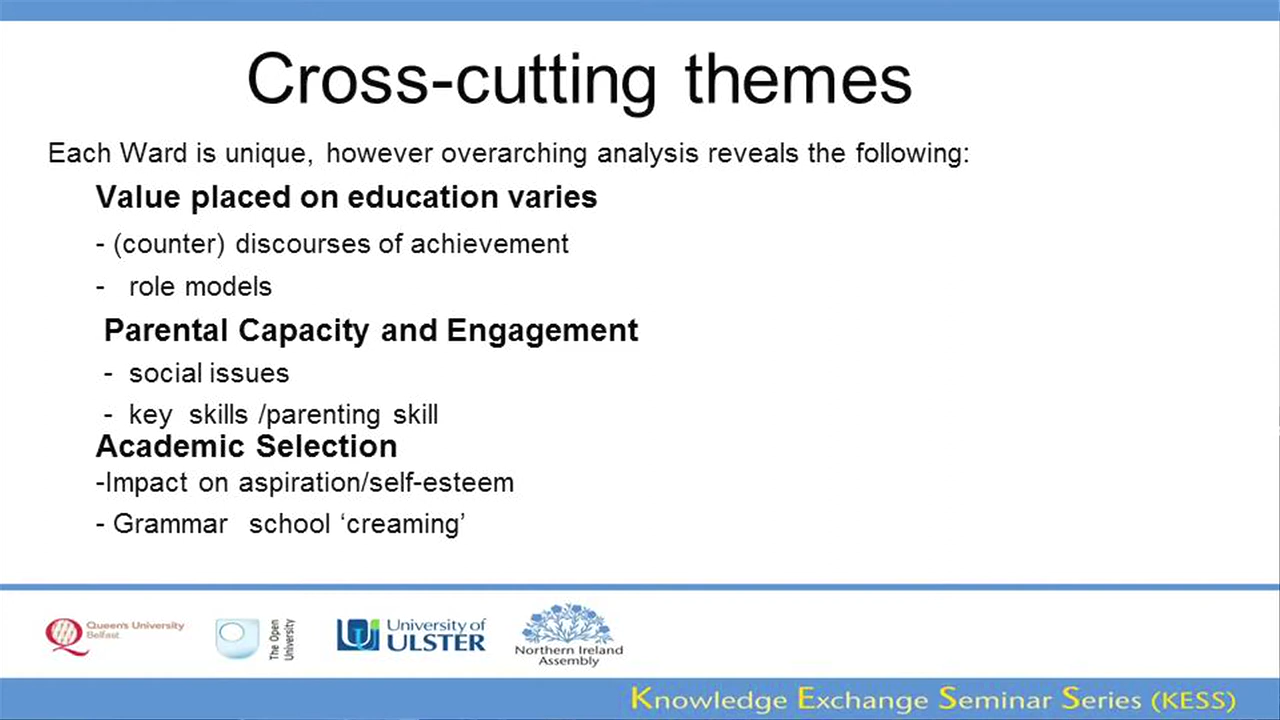 Cross-cutting themes
Each Ward is unique, however overarching analysis reveals the following:
Value placed on education varies
- (counter) discourses of achievement
- role models
Parental Capacity and Engagement
- social issues
- key skills /parenting skill
Academic Selection
-Impact on aspiration/self-esteem
- Grammar school ‘creaming’
Queen's University
Belfast
The Open
University
University of
ULSTER
Northern Ireland
Assembly
Knowledge Exchange Seminar Series (KESS)